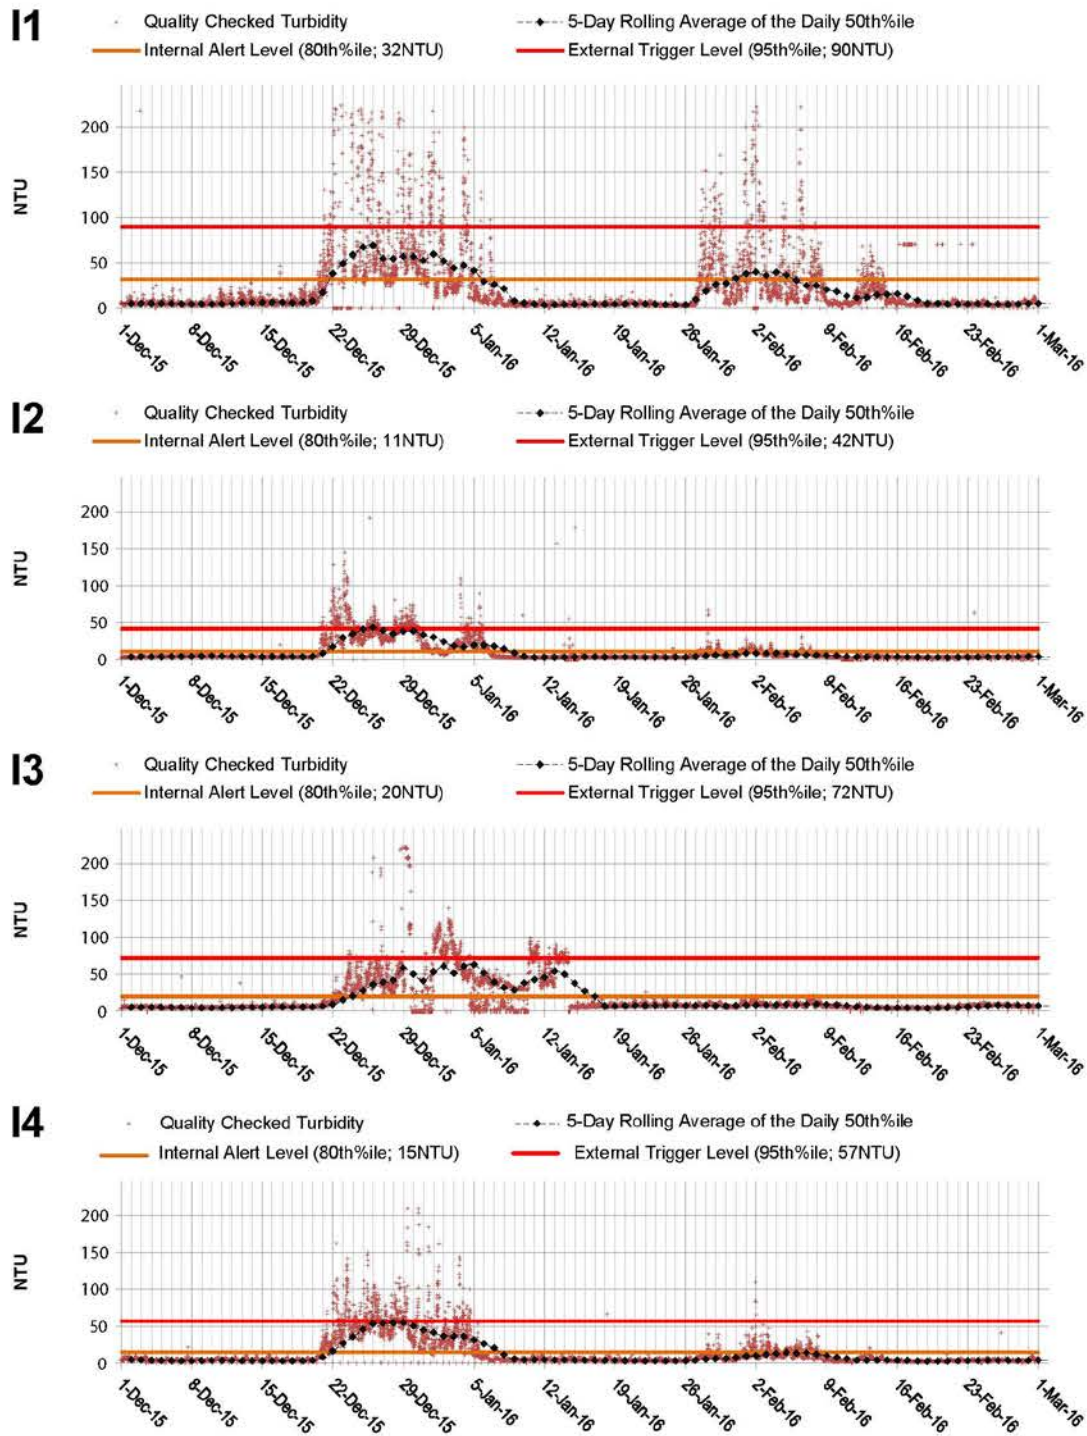 I1
Quality Checked Turbidity 5-Day Rolling Average of the Daily 50th%ile
Internal Alert Level (80th%ile; 32NTU) External Trigger Level (95th%ile; 90NTU)
NTU
200
150
100
50
0
1-Dec-15 8-Dec-15 15-Dec-15 22-Dec-15 29-Dec-15 5-Jan-16 12-Jan-16 19-Jan-16 26-Jan-16 2-Feb-16 9-Feb-16 16-Feb-16 23-Feb-16 1-Mar-16
I2
Quality Checked Turbidity 5-Day Rolling Average of the Daily 50th%ile
Internal Alert Level (80th%ile; 11NTU) External Trigger Level (95th%ile; 42NTU)
NTU
200
150
100
50
0
1-Dec-15 8-Dec-15 15-Dec-15 22-Dec-15 29-Dec-15 5-Jan-16 12-Jan-16 19-Jan-16 26-Jan-16 2-Feb-16 9-Feb-16 16-Feb-16 23-Feb-16 1-Mar-16
I3
Quality Checked Turbidity 5-Day Rolling Average of the Daily 50th%ile
Internal Alert Level (80th%ile; 20NTU) External Trigger Level (95th%ile; 72NTU)
NTU
200
150
100
50
0
1-Dec-15 8-Dec-15 15-Dec-15 22-Dec-15 29-Dec-15 5-Jan-16 12-Jan-16 19-Jan-16 26-Jan-16 2-Feb-16 9-Feb-16 16-Feb-16 23-Feb-16 1-Mar-16
I4
Quality Checked Turbidity 5-Day Rolling Average of the Daily 50th%ile
Internal Alert Level (80th%ile; 15NTU) External Trigger Level (95th%ile; 57NTU)
NTU
200
150
100
50
0
1-Dec-15 8-Dec-15 15-Dec-15 22-Dec-15 29-Dec-15 5-Jan-16 12-Jan-16 19-Jan-16 26-Jan-16 2-Feb-16 9-Feb-16 16-Feb-16 23-Feb-16 1-Mar-16